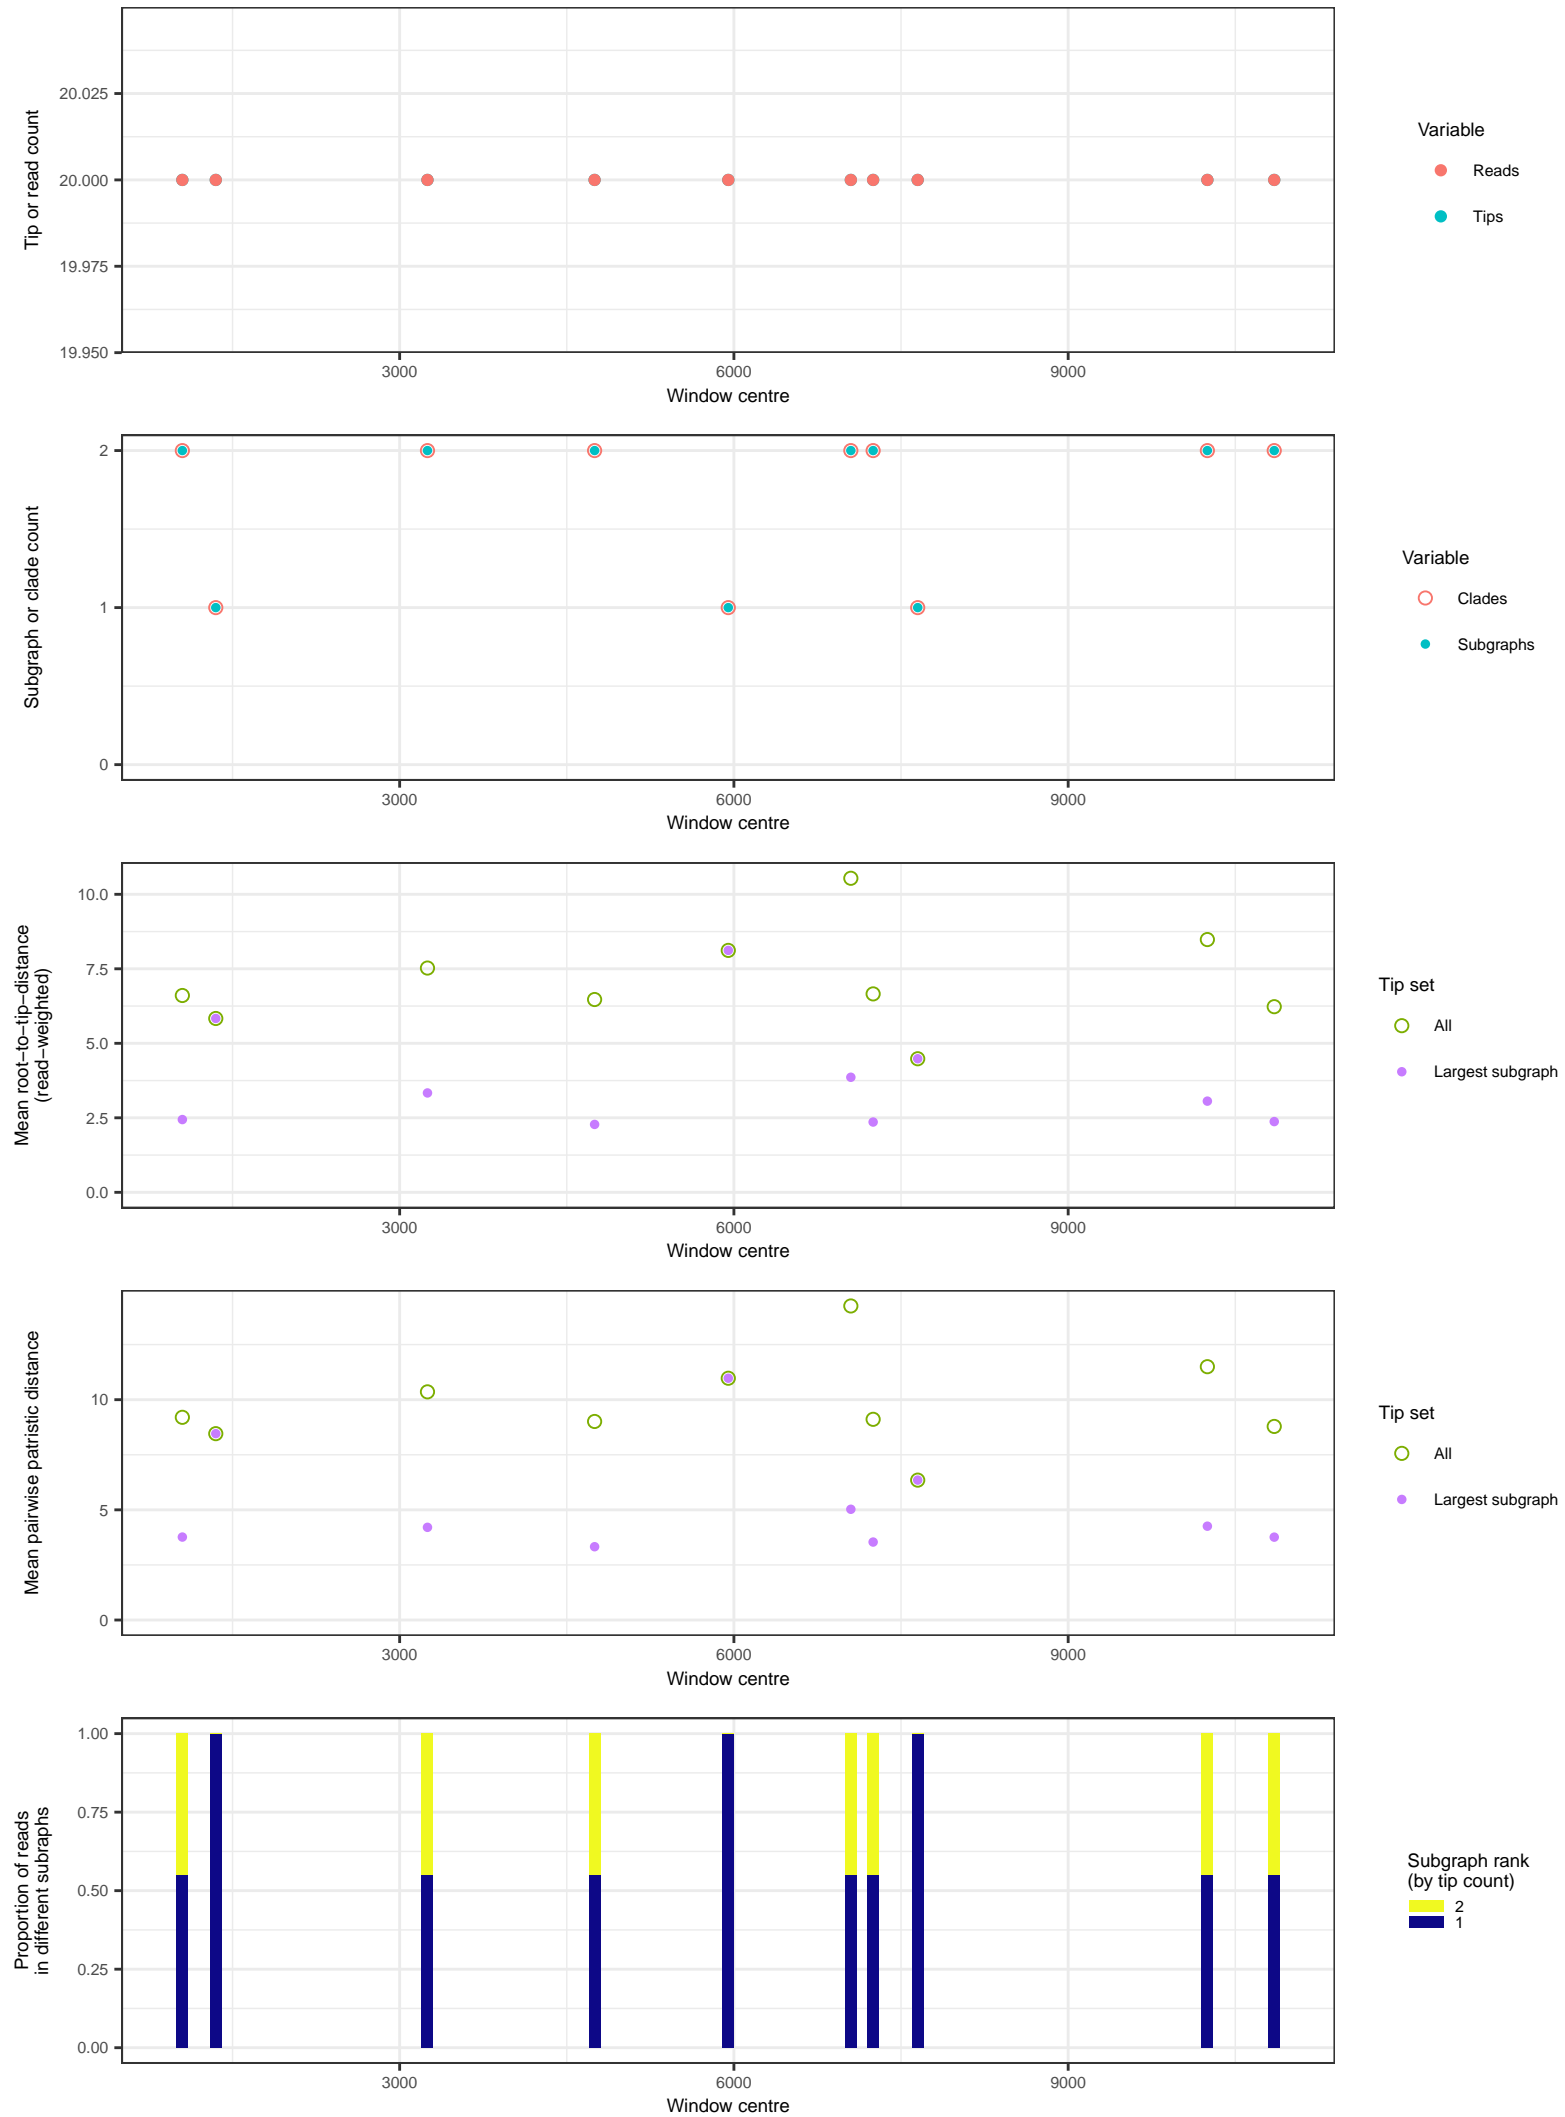 Tip or read count
20.025
20.000
19.975
19.950
3000
6000
9000
Window centre
Variable
Reads
Tips
Subgraph or clade count
2
1
0
3000
6000
9000
Window centre
Variable
Clades
Subgraphs
Mean root−to−tip−distance
(read−weighted)
10.0
7.5
5.0
2.5
0.0
3000
6000
9000
Window centre
Tip set
All
Largest subgraph
Mean pairwise patristic distance
10
5
0
3000
6000
9000
Window centre
Tip set
All
Largest subgraph
Proportion of reads
in different subraphs
1.00
0.75
0.50
0.25
0.00
3000
6000
9000
Window centre
Subgraph rank
(by tip count)
2
1